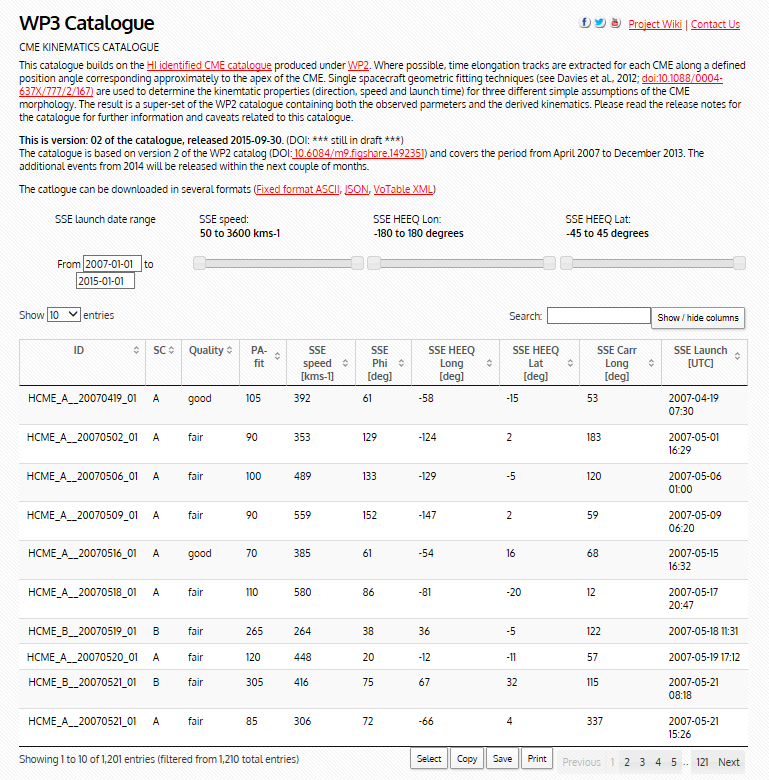 WP3 Catalogue
Project Wiki | Contact Us
CME KINEMATICS CATALOGUE
This catalogue builds on the HI identified CME catalogue produced under WP2. Where possible, time elongation tracks are extracted for each CME along a defined
position angle corresponding approximately to the apex of the CME. Single spacecraft geometric fitting techniques (see Davies et al., 2012; doi:10.1088/0004-
637X/777/2/167) are used to determine the kinemtatic properties (direction, speed and launch time) for three different simple assumptions of the CME
morphology. The result is a super-set of the WP2 catalogue containing both the observed parmeters and the derived kinematics. Please read the release notes for
the catalogue for further information and caveats related to this catalogue.
This is version: 02 of the catalogue, released 2015-09-30. (DOI: *** still in draft ***)
The catalogue is based on version 2 of the WP2 catalog (DOI: 10.6084/m9.figshare.1492351) and covers the period from April 2007 to December 2013. The
additional events from 2014 will be released within the next couple of months.
The catlogue can be downloaded in several formats (Fixed format ASCII, JSON, VoTable XML)
SSE launch date range SSE speed: SSE HEEQ Lon: SSE HEEQ Lat:
50 to 3600 kms-1 -180 to 180 degrees -45 to 45 degrees
From 2007-01-01 to
2015-01-01
Show 10 entries Search: Show / hide columns
ID SC Quality PA-fit SSE speed [kms-1] SSE Phi [deg] SSE HEEQ Long [deg] SSE HEEQ Lat [deg] SSE Carr Long [deg] SSE Launch [UTC]
HCME_A__20070419_01 A good 105 392 61 -58 -15 53 2007-04-19 07:30
HCME_A__20070502_01 A fair 90 353 129 -124 2 183 2007-05-01 16:29
HCME_A__20070506_01 A fair 100 489 133 -129 -5 120 2007-05-06 01:00
HCME_A__20070509_01 A fair 90 559 152 -147 2 59 2007-05-09 06:20
HCME_A__20070516_01 A good 70 385 61 -54 16 68 2007-05-15 16:32
HCME_A__20070518_01 A fair 110 580 86 -81 -20 12 2007-05-17 20:47
HCME_B__20070519_01 B fair 265 264 38 36 -5 122 2007-05-18 11:31
HCME_A__20070520_01 A fair 120 448 20 -12 -11 57 2007-05-19 17:12
HCME_B__20070521_01 B fair 305 416 75 67 32 115 2007-05-21 08:18
HCME_A__20070521_01 A fair 85 306 72 -66 4 337 2007-05-21 15:26
Showing 1 to 10 of 1,201 entries (filtered from 1,210 total entries) Select Copy Save Print Previous 1 2 3 4 5 .. 121 Next